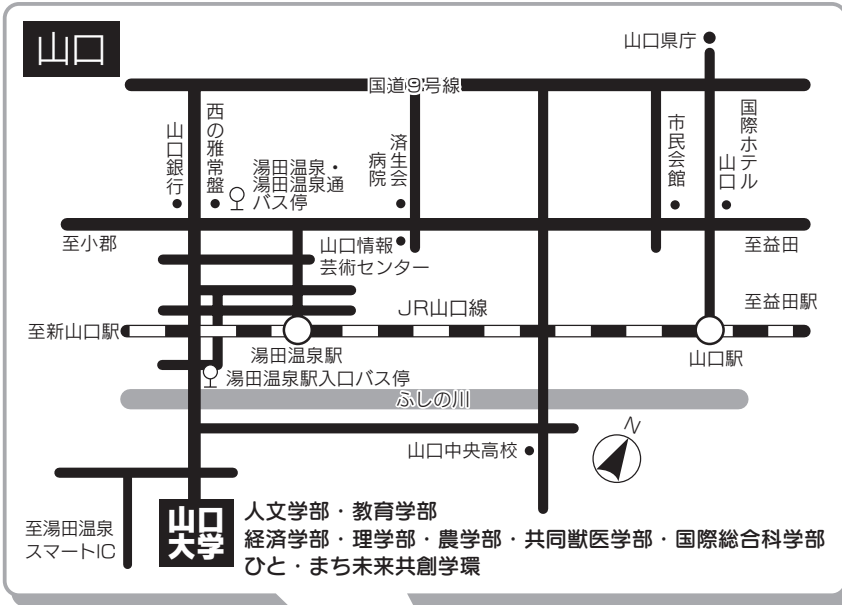 山口
山口県庁
国道9号線
山口銀行
西の雅常盤
湯田温泉・
湯田温泉通
バス停
済生会
病院
市民会館
国際ホテル
山口
至小郡
山口情報
芸術センター
至益田
JR山口線
至益田駅
至新山口駅
湯田温泉駅
山口駅
湯田温泉駅入口バス停
ふしの川
山口中央高校
N
至湯田温泉
スマートIC
山口
大学
人文学部・教育学部
経済学部・理学部・農学部・共同獣医学部・国際総合科学部
ひと・まち未来共創学環